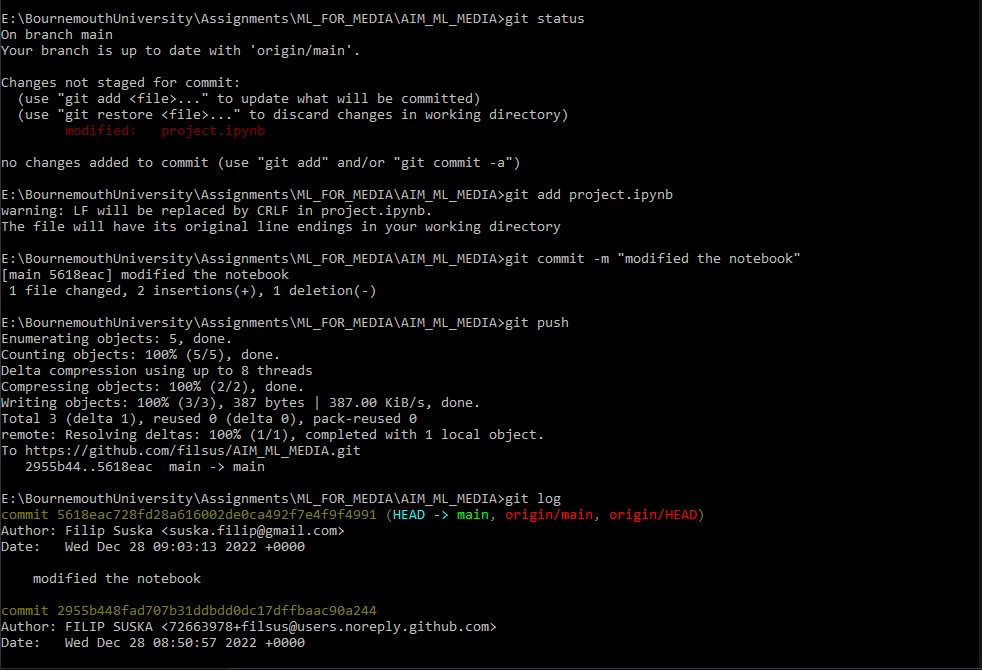 E:\BournemouthUniversity\Assignments\ML_FOR_MEDIA\AIM_ML_MEDIA>git status
On branch main
Your branch is up to date with 'origin/main'.
Changes not staged for commit:
  (use "git add <file>..." to update what will be committed)
  (use "git restore <file>..." to discard changes in working directory)
        modified:   project.ipynb
no changes added to commit (use "git add" and/or "git commit -a")
E:\BournemouthUniversity\Assignments\ML_FOR_MEDIA\AIM_ML_MEDIA>git add project.ipynb
warning: LF will be replaced by CRLF in project.ipynb.
The file will have its original line endings in your working directory
E:\BournemouthUniversity\Assignments\ML_FOR_MEDIA\AIM_ML_MEDIA>git commit -m "modified the notebook"
[main 5618eac] modified the notebook
 1 file changed, 2 insertions(+), 1 deletion(-)
E:\BournemouthUniversity\Assignments\ML_FOR_MEDIA\AIM_ML_MEDIA>git push
Enumerating objects: 5, done.
Counting objects: 100% (5/5), done.
Delta compression using up to 8 threads
Compressing objects: 100% (2/2), done.
Writing objects: 100% (3/3), 387 bytes | 387.00 KiB/s, done.
Total 3 (delta 1), reused 0 (delta 0), pack-reused 0
remote: Resolving deltas: 100% (1/1), completed with 1 local object.
To https://github.com/filsus/AIM_ML_MEDIA.git
   2955b44..5618eac  main -> main
E:\BournemouthUniversity\Assignments\ML_FOR_MEDIA\AIM_ML_MEDIA>git log
commit 5618eac728fd28a616002de0ca492f7e4f9f4991 (HEAD -> main, origin/main, origin/HEAD)
Author: Filip Suska <suska.filip@gmail.com>
Date:   Wed Dec 28 09:03:13 2022 +0000
    modified the notebook
commit 2955b448fad707b31ddbdd0dc17dffbaac90a244
Author: FILIP SUSKA <72663978+filsus@users.noreply.github.com>
Date:   Wed Dec 28 08:50:57 2022 +0000